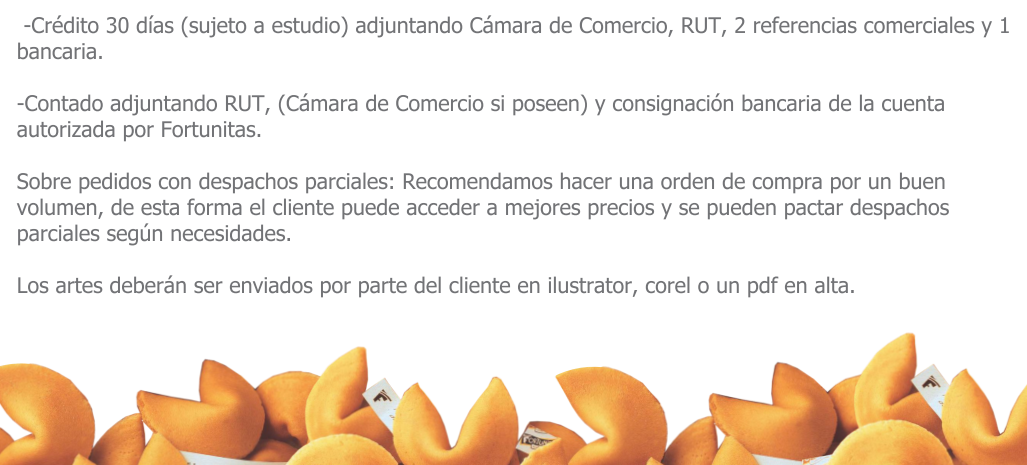 -Crédito 30 días (sujeto a estudio) adjuntando Cámara de Comercio, RUT, 2 referencias comerciales y 1
bancaria.
-Contado adjuntando RUT, (Cámara de Comercio si poseen) y consignación bancaria de la cuenta
autorizada por Fortunitas.
Sobre pedidos con despachos parciales: Recomendamos hacer una orden de compra por un buen
volumen, de esta forma el cliente puede acceder a mejores precios y se pueden pactar despachos
parciales según necesidades.
Los artes deberán ser enviados por parte del cliente en ilustrator, corel o un pdf en alta.